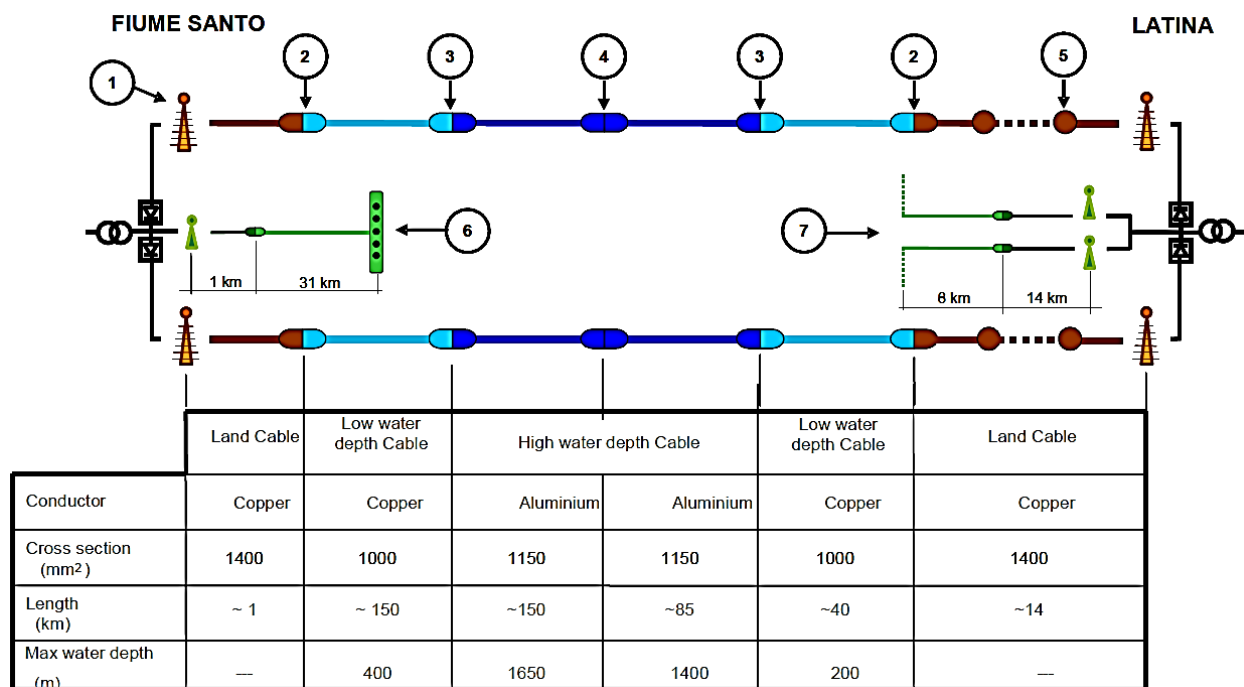 FIUME SANTO
LATINA
1
2
3
4
3
2
5
6
7
1 km
31 km
6 km
14 km
Land Cable
Low water
depth Cable
High water depth Cable
Low water
depth Cable
Land Cable
Conductor
Copper
Copper
Aluminium
Aluminium
Copper
Copper
Cross section
(mm²)
1400
1000
1150
1150
1000
1400
Length
(km)
~ 1
~ 150
~150
~85
~40
~14
Max water depth
(m)
---
400
1650
1400
200
---